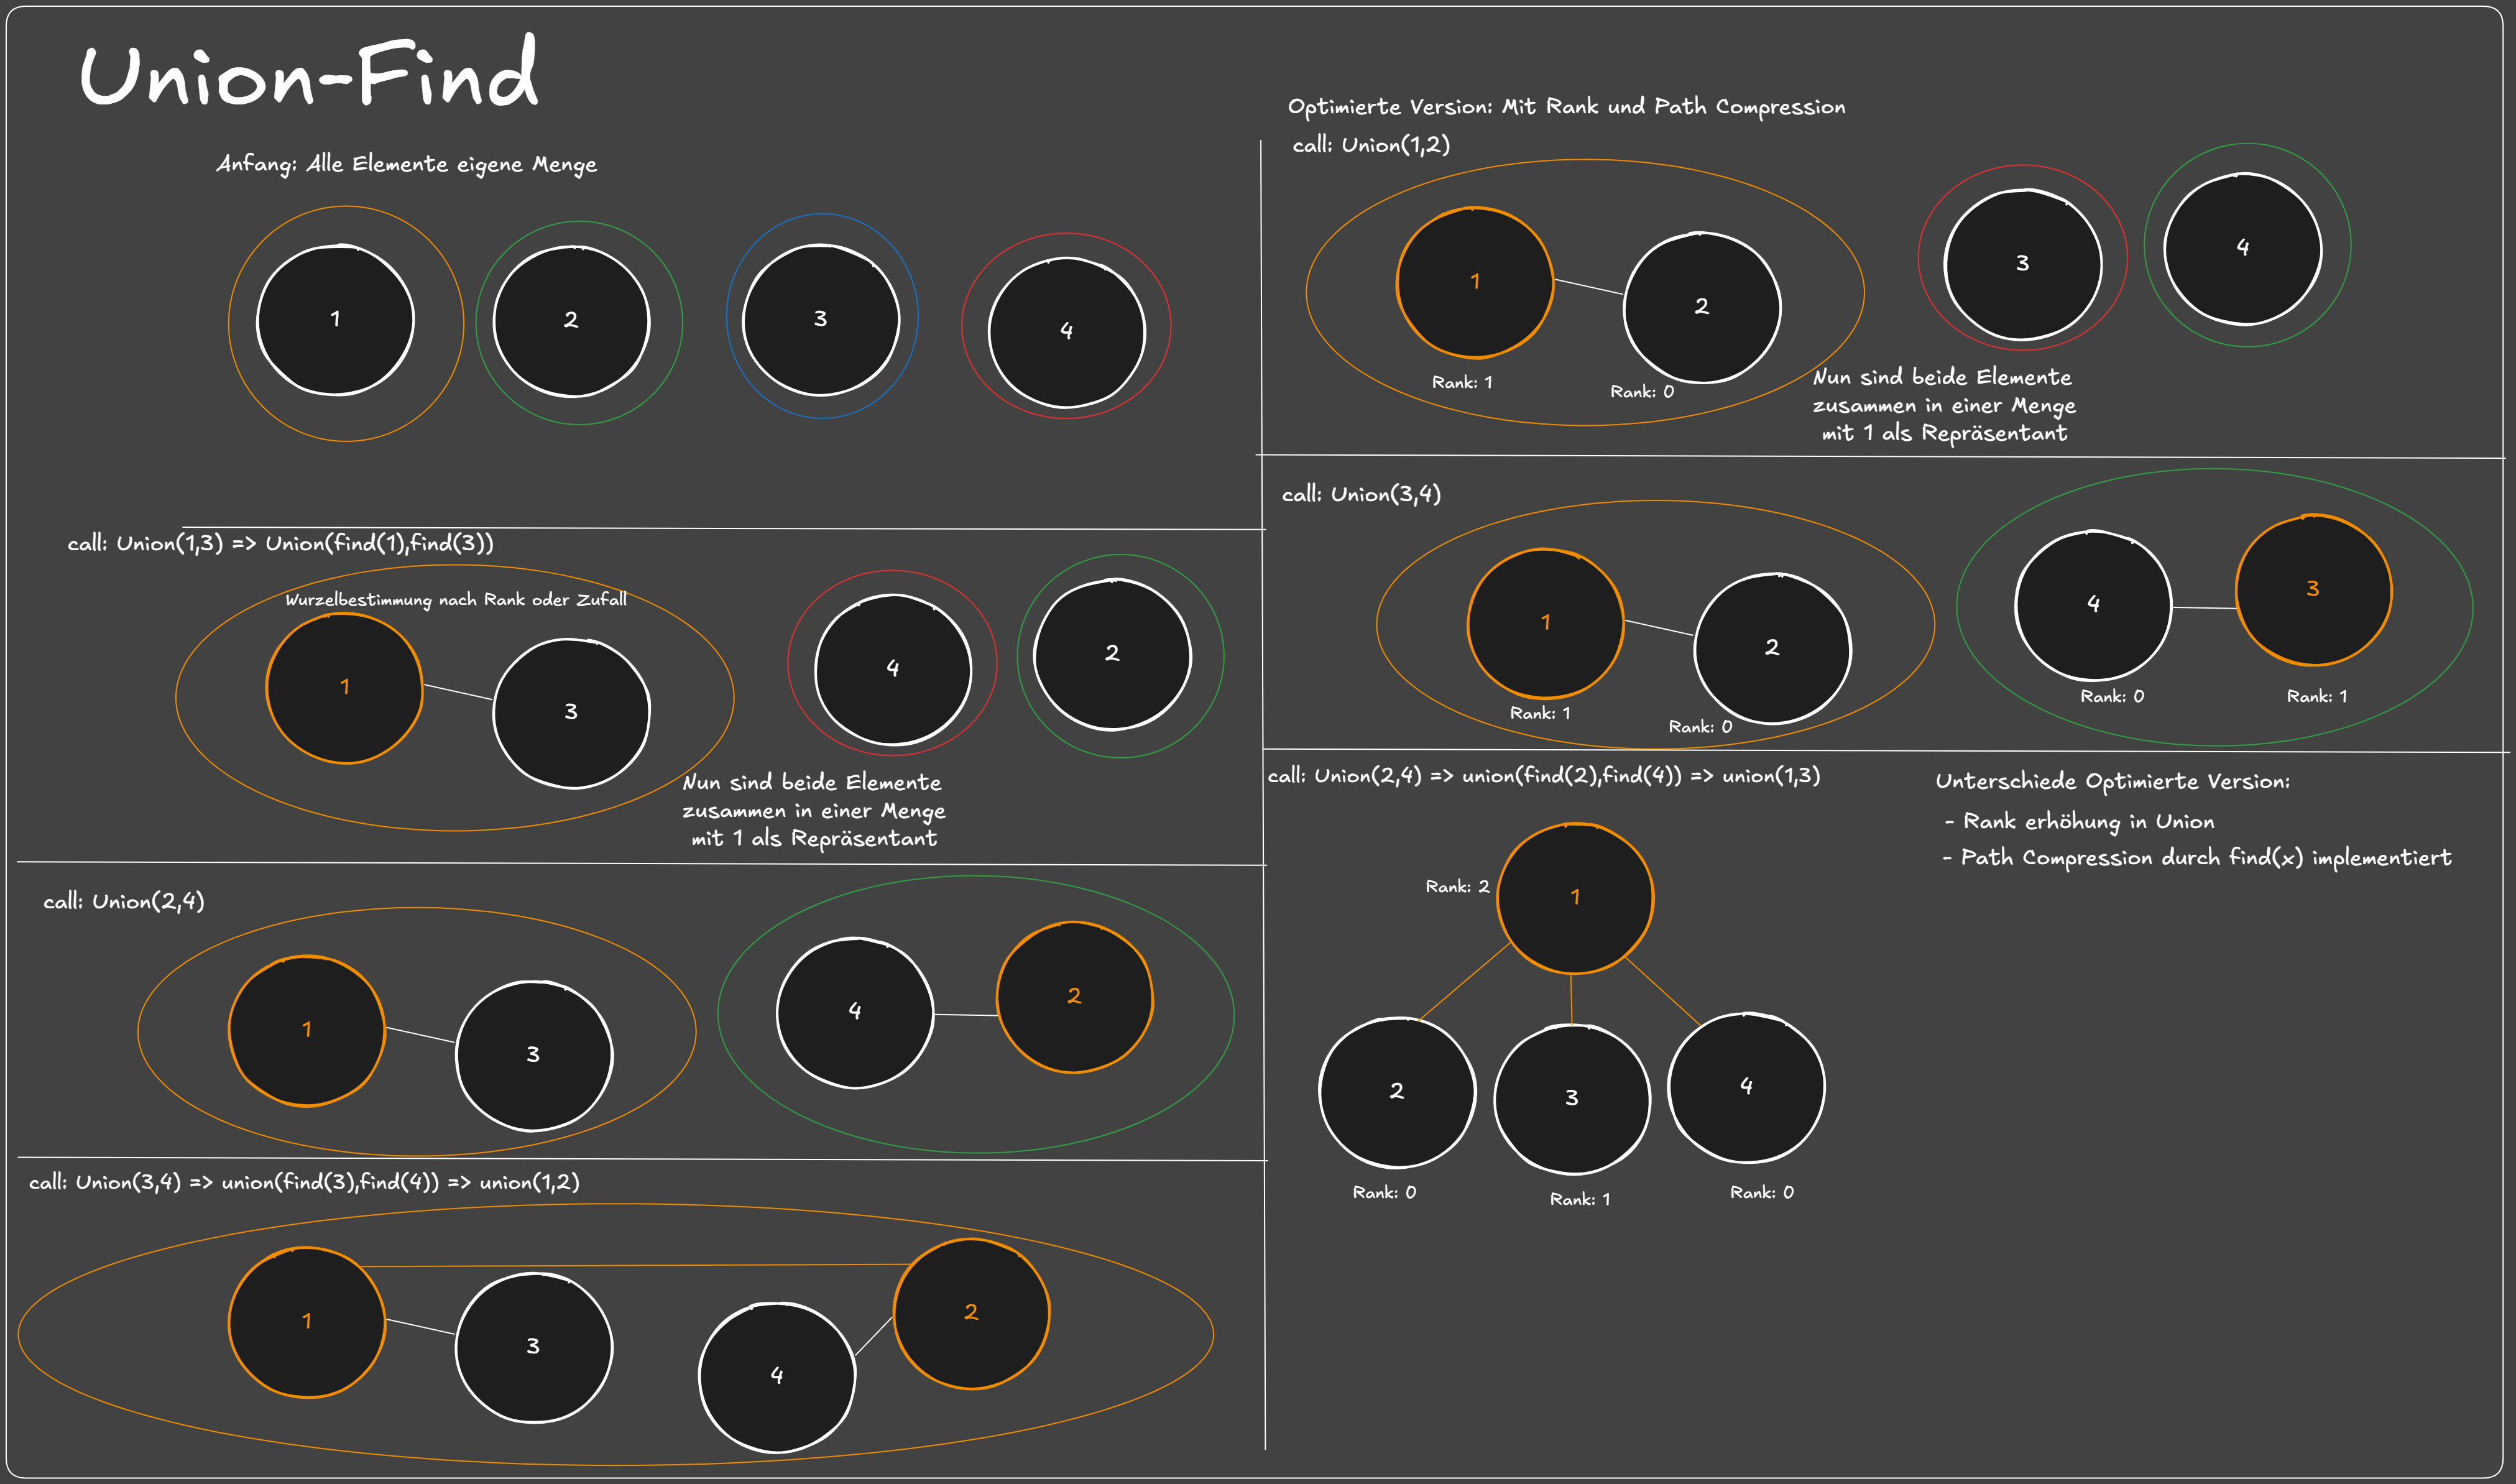 Union-Find
Anfang: Alle Elemente eigene Menge
1
2
3
4
call: Union(1,3) => Union(find(1),find(3))
Wurzelbestimmung nach Rank oder Zufall
1
3
4
2
Nun sind beide Elemente
zusammen in einer Menge
mit 1 als Repräsentant
call: Union(2,4)
1
3
4
2
call: Union(3,4) => union(find(3),find(4)) => union(1,2)
1
3
4
2
Optimierte Version: Mit Rank und Path Compression
call: Union(1,2)
1
2
3
4
Rank: 1
Rank: 0
Nun sind beide Elemente
zusammen in einer Menge
mit 1 als Repräsentant
call: Union(3,4)
1
2
4
3
Rank: 1
Rank: 0
Rank: 0
Rank: 1
call: Union(2,4) => union(find(2),find(4)) => union(1,3)
Rank: 2
1
2
3
4
Rank: 0
Rank: 1
Rank: 0
Unterschiede Optimierte Version:
- Rank erhöhung in Union
- Path Compression durch find(x) implementiert